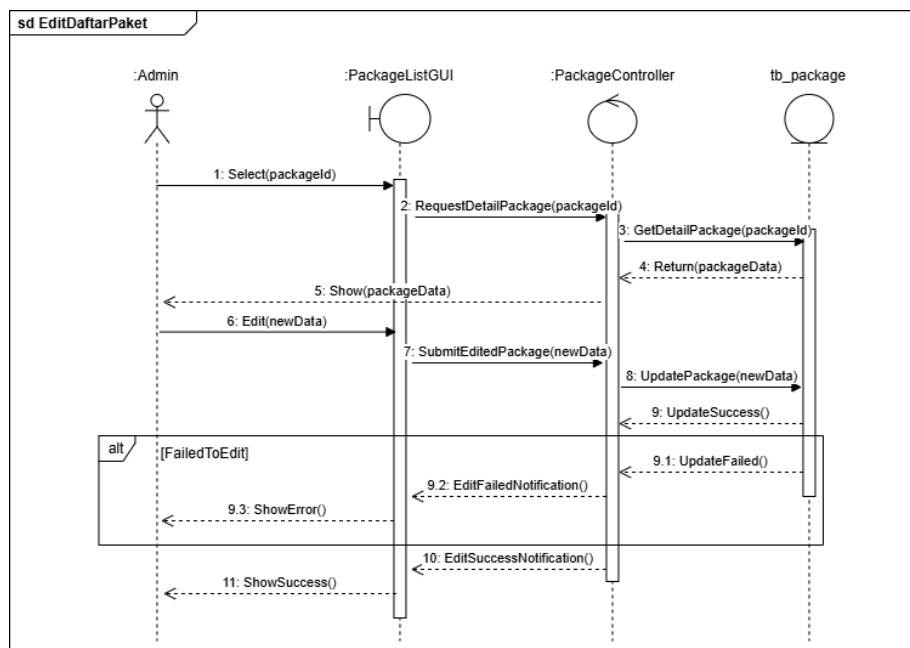 sd EditDaftarPaket
:Admin
:PackageListGUI
:PackageController
tb_package
1: Select(packageId)
2: RequestDetailPackage(packageId)
3: GetDetailPackage(packageId)
4: Return(packageData)
5: Show(packageData)
6: Edit(newData)
7: SubmitEditedPackage(newData)
8: UpdatePackage(newData)
9: UpdateSuccess()
alt
[FailedToEdit]
9.1: UpdateFailed()
9.2: EditFailedNotification()
9.3: ShowError()
10: EditSuccessNotification()
11: ShowSuccess()